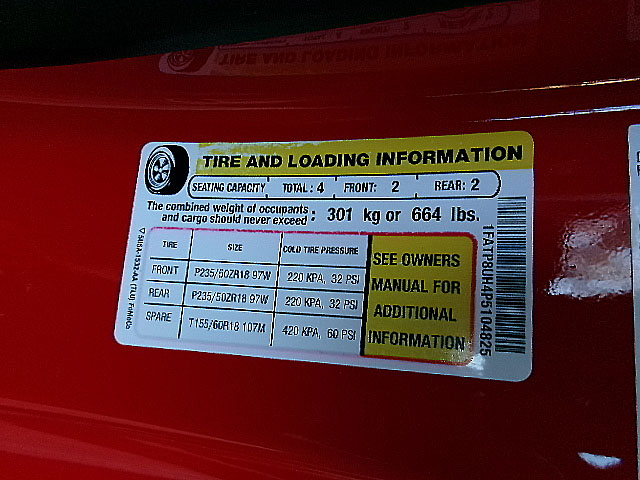 TIRE AND LOADING INFORMATION
SEATING CAPACITY TOTAL : 4 FRONT: 2 REAR: 2
The combined weight of occupants
and cargo should never exceed : 301 kg or 664 lbs.
TIRE SIZE COLD TIRE PRESSURE
FRONT P235/50ZR18 97W 220 KPA, 32 PSI
REAR P235/50ZR18 97W 220 KPA, 32 PSI
SPARE T155/60R18 107M 420 KPA, 60 PSI
SEE OWNERS
MANUAL FOR
ADDITIONAL
INFORMATION